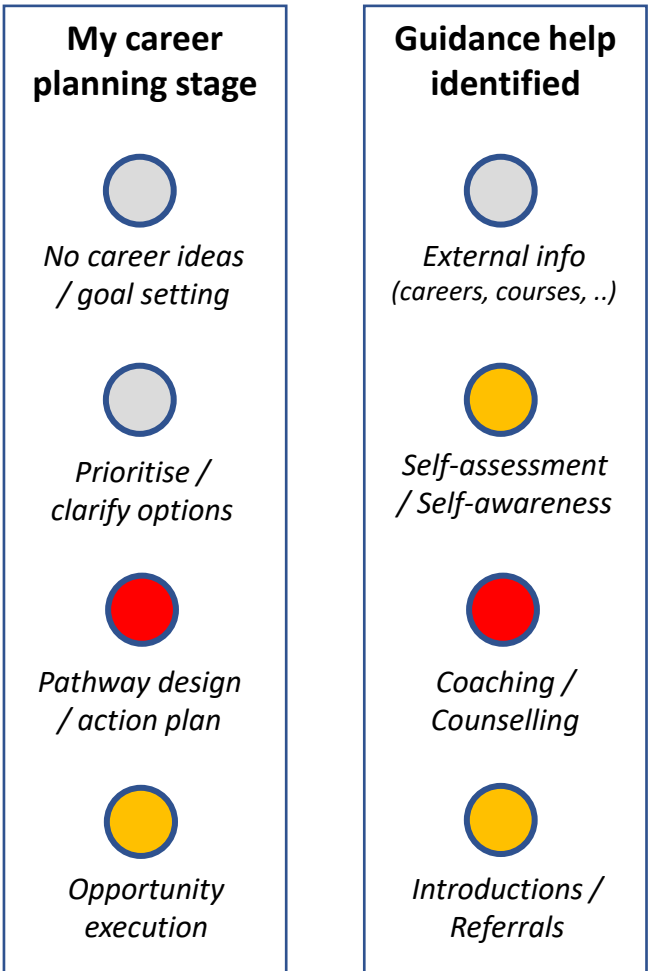 My career
planning stage
No career ideas
/ goal setting
Prioritise /
clarify options
Pathway design
/ action plan
Opportunity
execution
Guidance help
identified
External info
(careers, courses, ..)
Self-assessment
/ Self-awareness
Coaching /
Counselling
Introductions /
Referrals